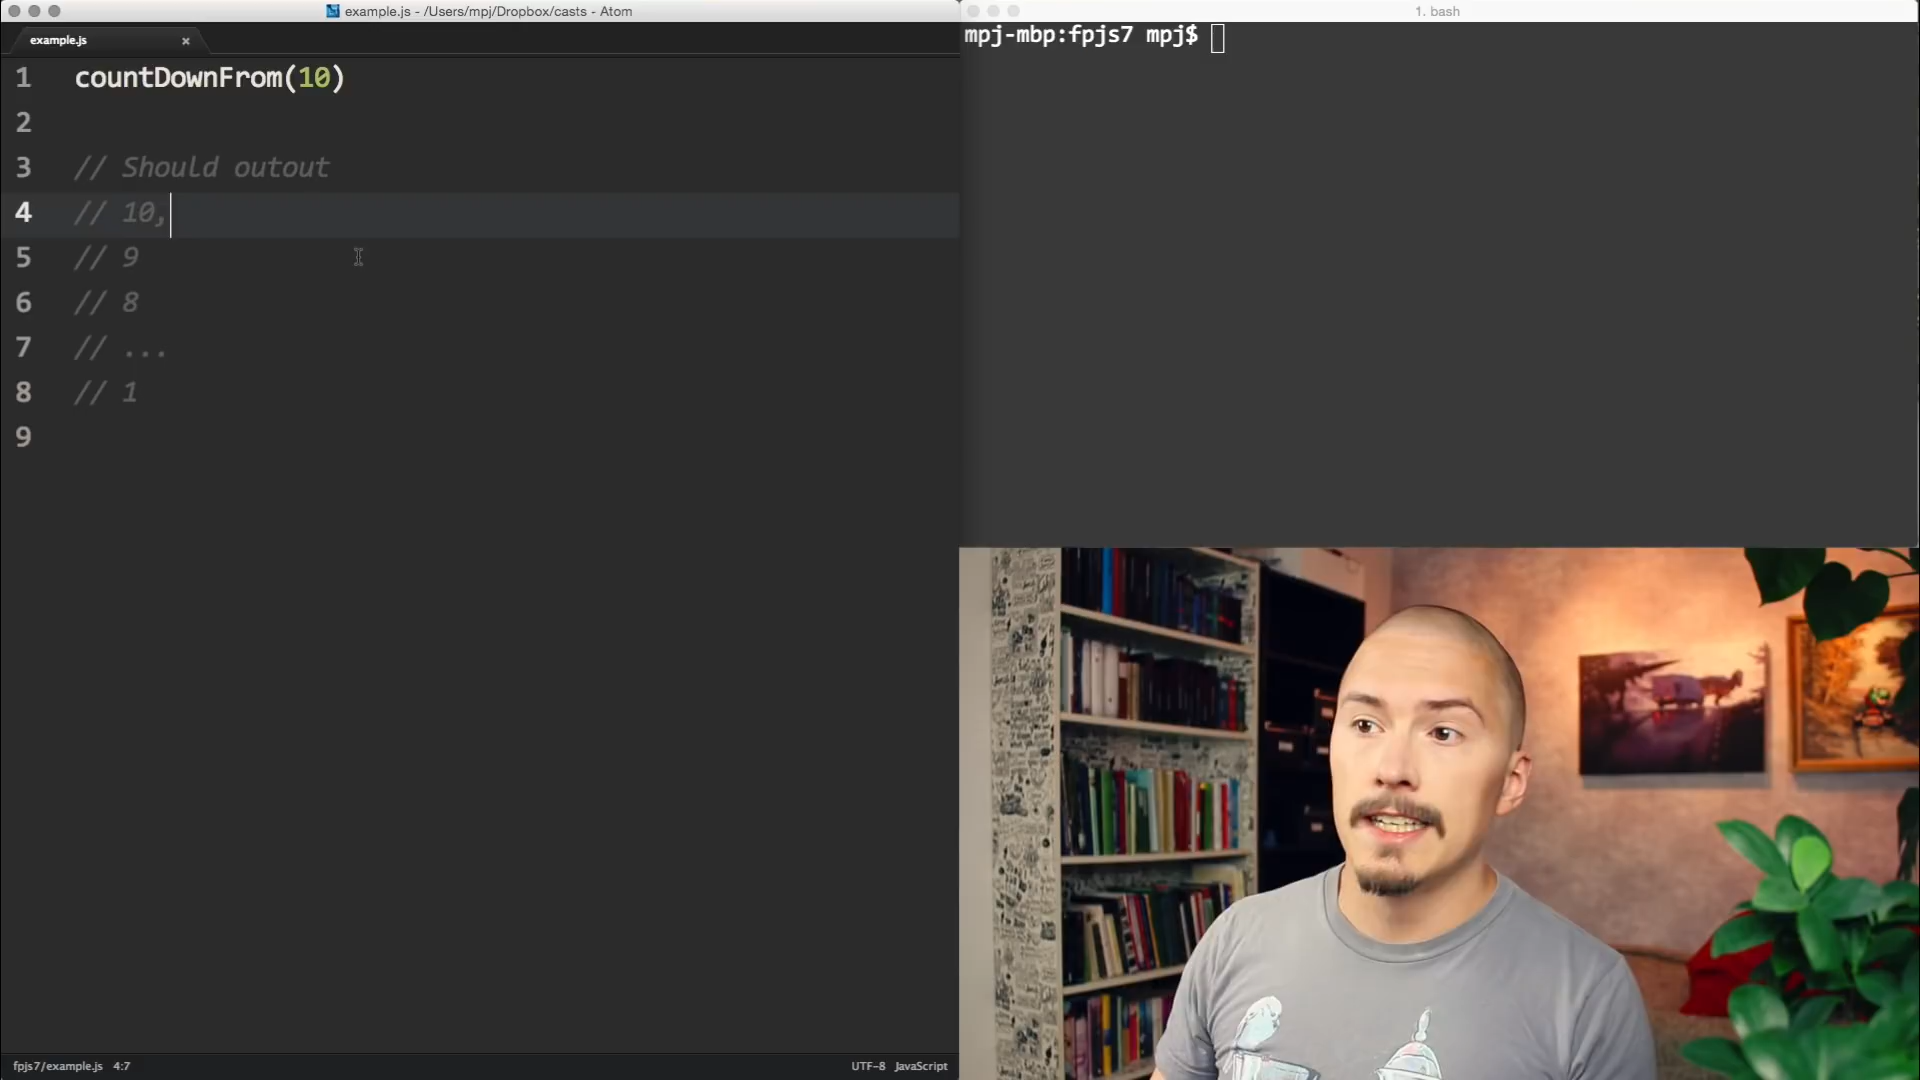 example.js - /Users/mpj/Dropbox/casts - Atom
example.js
1 countDownFrom(10)
2
3 // Should outout
4 // 10,
5 // 9
6 // 8
7 // ...
8 // 1
9
fpjs7/example.js 4:7
UTF-8 JavaScript
1. bash
mpj-mbp:fpjs7 mpj$